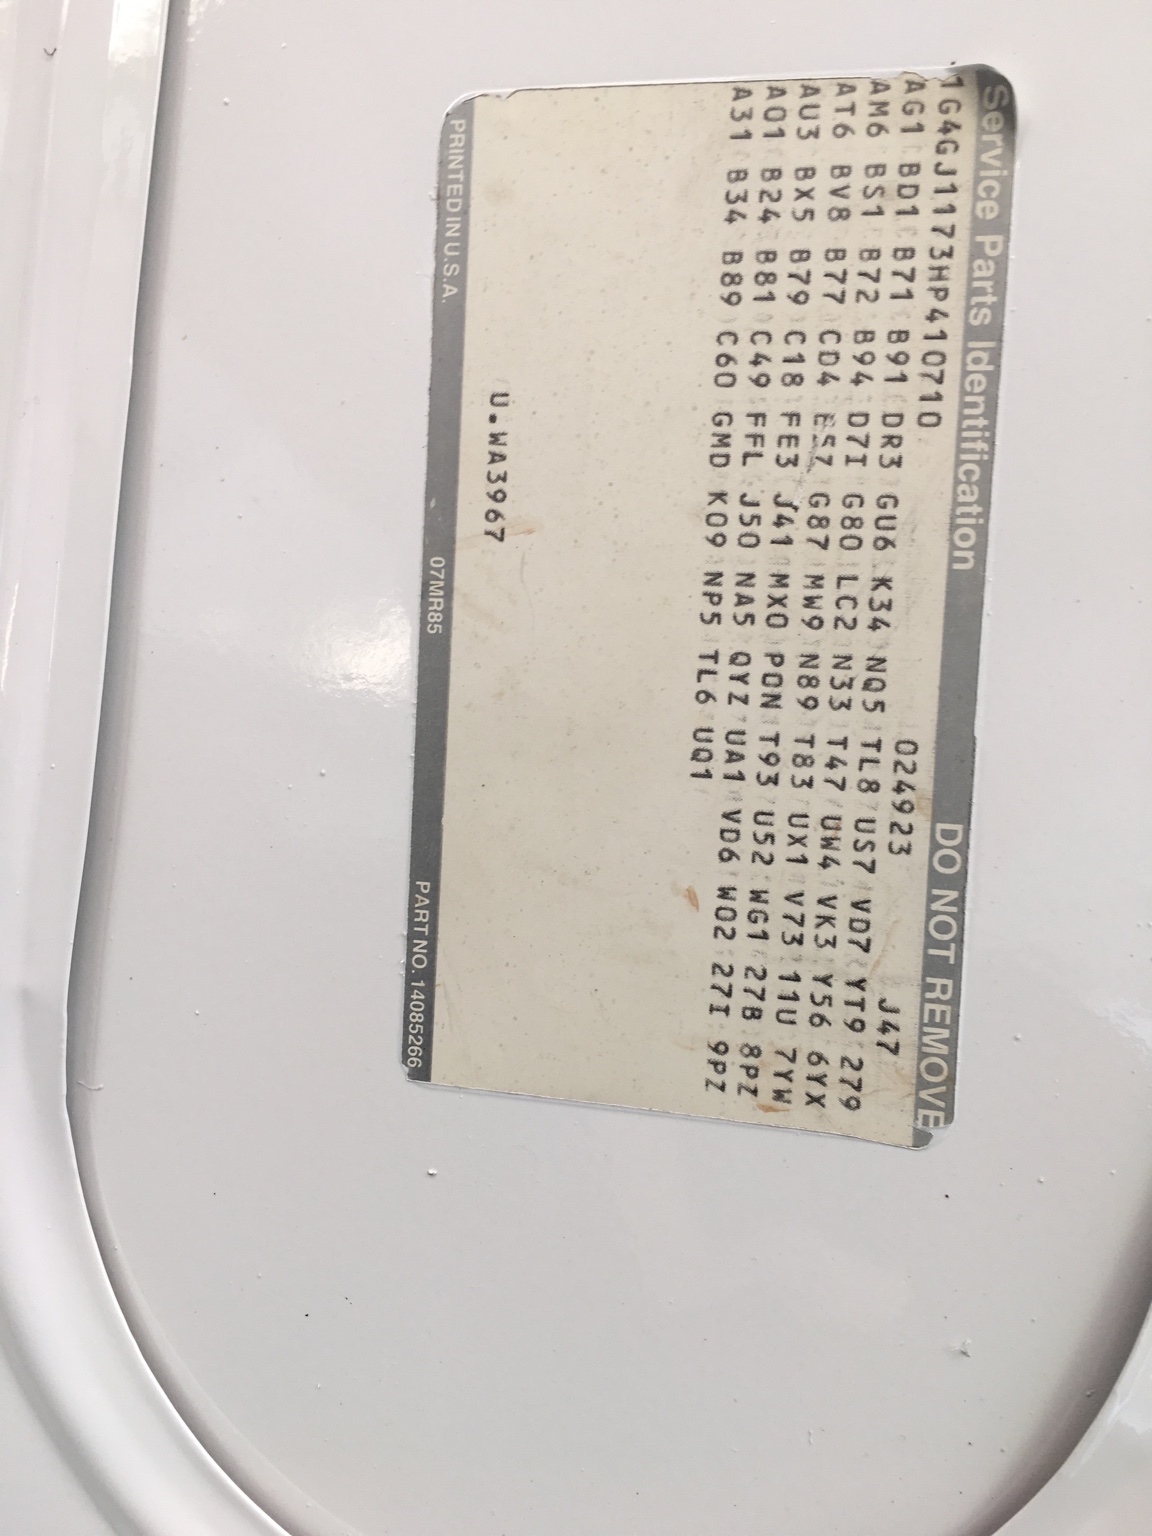 Service Parts Identification DO NOT REMOVE
1G4GJ1173HP410710 024923 J47
AG1 BD1 B71 B91 DR3 GU6 K34 NQ5 TL8 US7 VD7 YT9 279
AM6 BS1 B72 B94 D7I G80 LC2 N33 T47 UW4 VK3 Y56 6YX
AT6 BV8 B77 CD4 ES7 G87 MW9 N89 T83 UX1 V73 11U 7YW
AU3 BX5 B79 C18 FE3 J41 MX0 PDN T93 U52 WG1 27B 8PZ
A01 B24 B81 C49 FFL J50 NA5 QYZ UA1 VD6 W02 27I 9PZ
A31 B34 B89 C60 GMD K09 NP5 TL6 UQ1
U.WA3967
PRINTED IN U.S.A. 07MR85 PART NO. 14085266